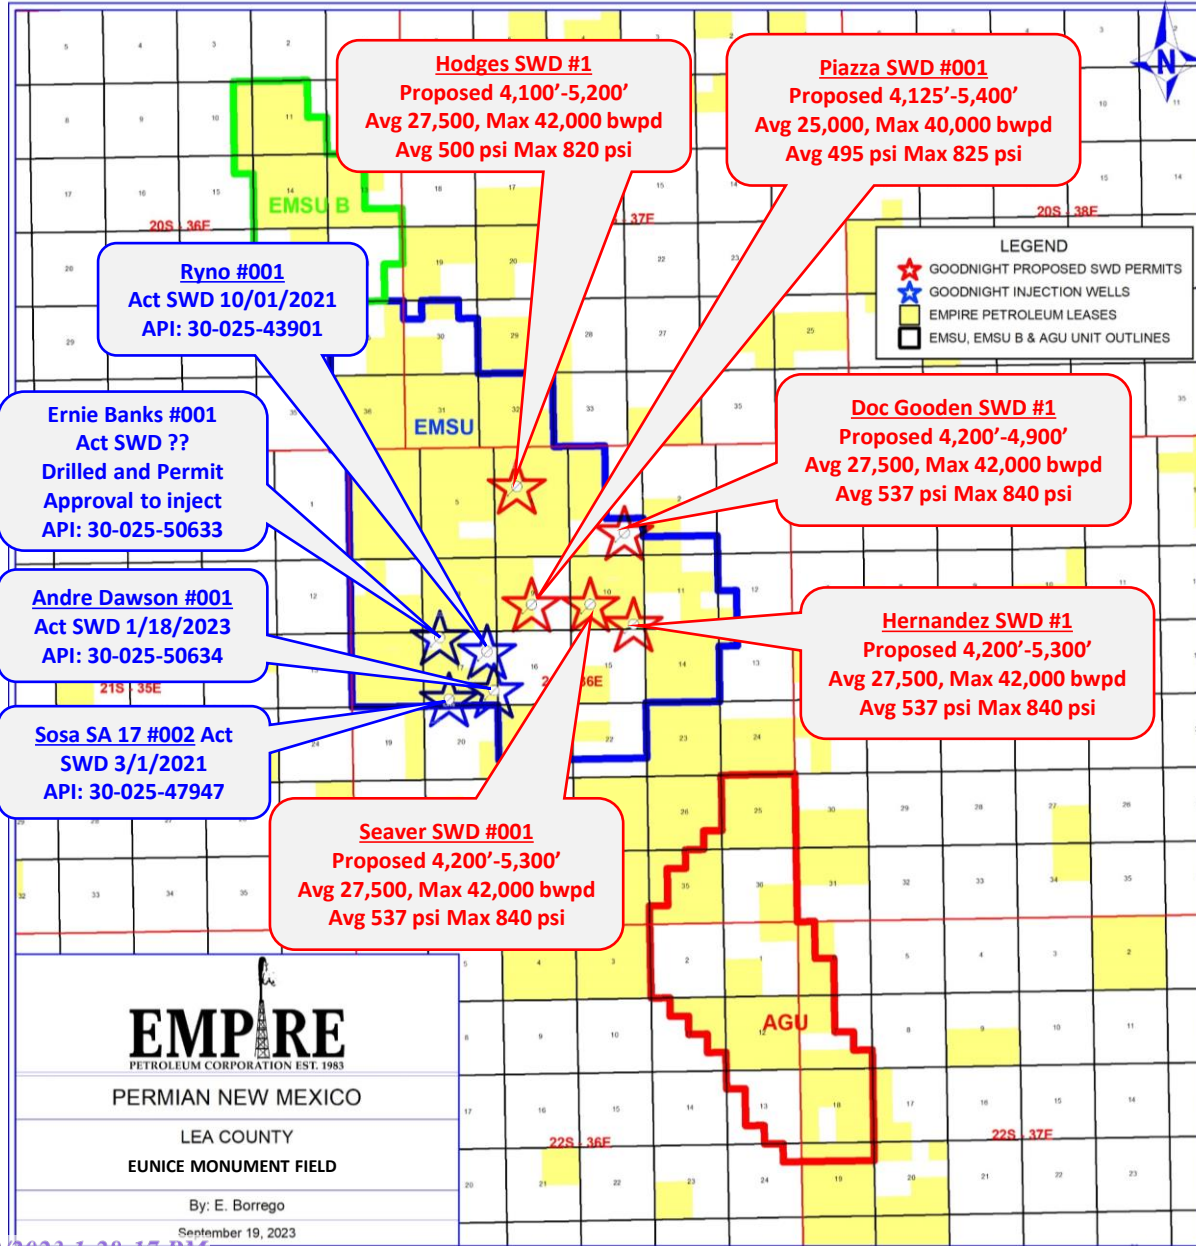 Hodges SWD #1
Proposed 4,100’-5,200’
Avg 27,500, Max 42,000 bwpd
Avg 500 psi Max 820 psi
Piazza SWD #001
Proposed 4,125’-5,400’
Avg 25,000, Max 40,000 bwpd
Avg 495 psi Max 825 psi
N
EMSU B
20S - 36E
37E
20S - 38E
LEGEND
GOODNIGHT PROPOSED SWD PERMITS
GOODNIGHT INJECTION WELLS
EMPIRE PETROLEUM LEASES
EMSU, EMSU B & AGU UNIT OUTLINES
Ryno #001
Act SWD 10/01/2021
API: 30-025-43901
EMSU
Ernie Banks #001
Act SWD ??
Drilled and Permit
Approval to inject
API: 30-025-50633
Doc Gooden SWD #1
Proposed 4,200’-4,900’
Avg 27,500, Max 42,000 bwpd
Avg 537 psi Max 840 psi
Andre Dawson #001
Act SWD 1/18/2023
API: 30-025-50634
Hernandez SWD #1
Proposed 4,200’-5,300’
Avg 27,500, Max 42,000 bwpd
Avg 537 psi Max 840 psi
21S - 35E
36E
Sosa SA 17 #002 Act
SWD 3/1/2021
API: 30-025-47947
Seaver SWD #001
Proposed 4,200’-5,300’
Avg 27,500, Max 42,000 bwpd
Avg 537 psi Max 840 psi
AGU
22S - 36E
22S - 37E
EMPIRE
PETROLEUM CORPORATION EST. 1983
PERMIAN NEW MEXICO
LEA COUNTY
EUNICE MONUMENT FIELD
By: E. Borrego
September 19, 2023